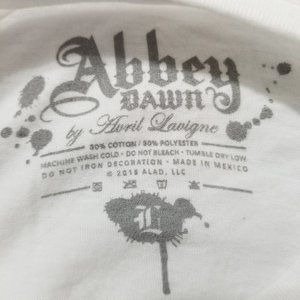 Abbey
DAWN
by Avril Lavigne
50% COTTON / 50% POLYESTER
MACHINE WASH COLD • DO NOT BLEACH • TUMBLE DRY LOW
DO NOT IRON DECORATION • MADE IN MEXICO
© 2015 ALAD, LLC
L